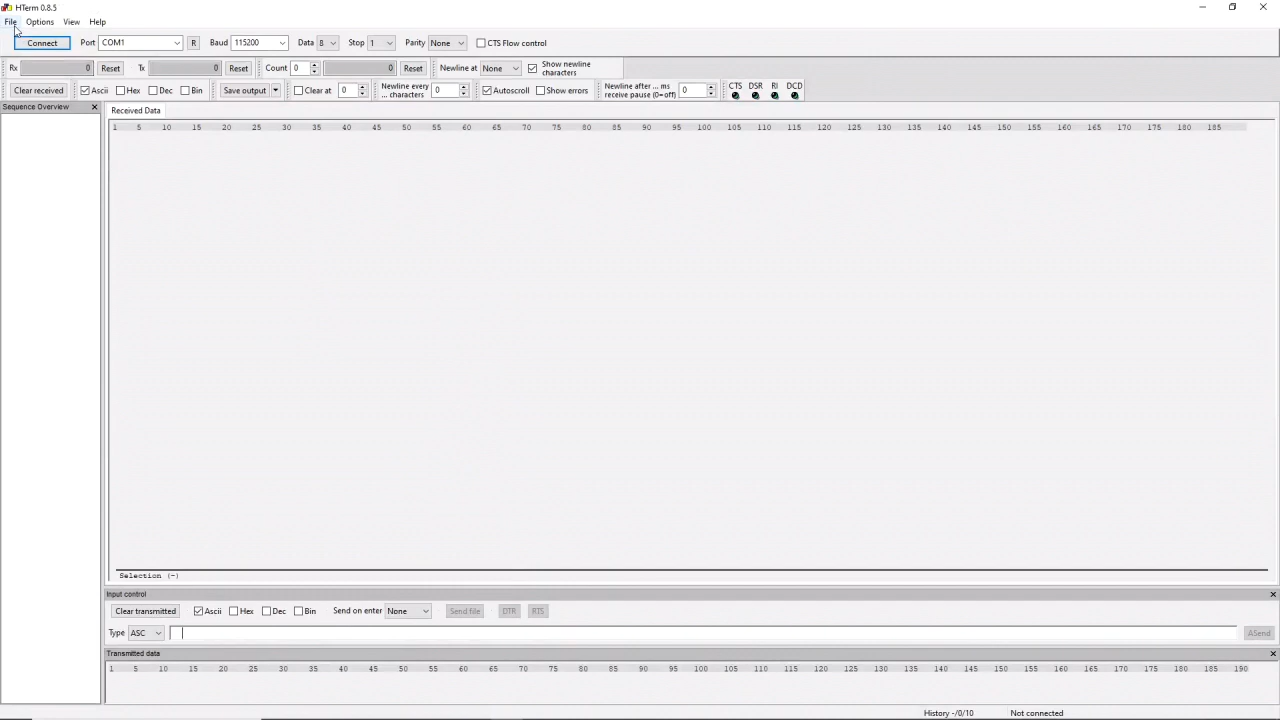 HTerm 0.8.5
File Options View Help
Connect Port COM1 R Baud 115200 Data 8 Stop 1 Parity None CTS Flow control
Rx 0 Reset Tx 0 Reset Count 0 0 Reset Newline at None Show newline characters
Clear received Ascii Hex Dec Bin Save output Clear at 0 Newline every ... characters 0 Autoscroll Show errors Newline after ... ms receive pause (0=off) 0 CTS DSR RI DCD
Sequence Overview
Received Data
1 5 10 15 20 25 30 35 40 45 50 55 60 65 70 75 80 85 90 95 100 105 110 115 120 125 130 135 140 145 150 155 160 165 170 175 180 185
Selection (-)
Input control
Clear transmitted Ascii Hex Dec Bin Send on enter None Send file DTR RTS
Type ASC ASend
Transmitted data
1 5 10 15 20 25 30 35 40 45 50 55 60 65 70 75 80 85 90 95 100 105 110 115 120 125 130 135 140 145 150 155 160 165 170 175 180 185 190
History -/0/10 Not connected